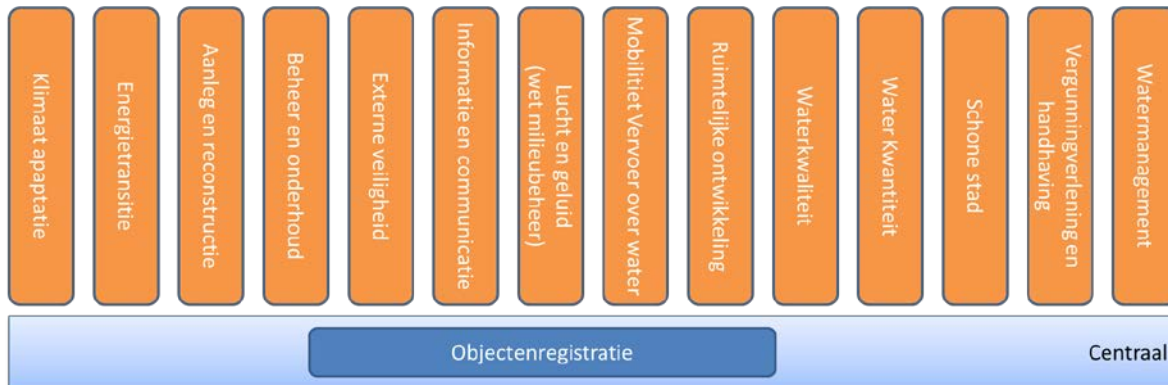 Klimaat apaptatie
Energietransitie
Aanleg en reconstructie
Beheer en onderhoud
Externe veiligheid
Informatie en communicatie
Lucht en geluid
(wet milieubeheer)
Mobilitiet Vervoer over water
Ruimtelijke ontwikkeling
Waterkwaliteit
Water Kwantiteit
Schone stad
Vergunningverlening en
handhaving
Watermanagement
Objectenregistratie
Centraal